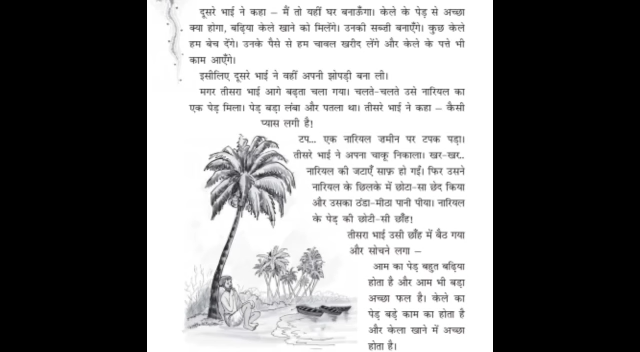 दूसरे भाई ने कहा – मैं तो यहीं घर बनाऊँगा। केले के पेड़ से अच्छा
क्या होगा, बढ़िया केले खाने को मिलेंगे। उनकी सब्ज़ी बनाएँगे। कुछ केले
हम बेच देंगे। उनके पैसे से हम चावल खरीद लेंगे और केले के पत्ते भी
काम आएँगे।
इसीलिए दूसरे भाई ने वहीं अपनी झोपड़ी बना ली।
मगर तीसरा भाई आगे बढ़ता चला गया। चलते-चलते उसे नारियल का
एक पेड़ मिला। पेड़ बड़ा लंबा और पतला था। तीसरे भाई ने कहा – कैसी
प्यास लगी है!
टप... एक नारियल ज़मीन पर टपक पड़ा।
तीसरे भाई ने अपना चाकू निकाला। खर-खर..
नारियल की जटाएँ साफ़ हो गईं। फिर उसने
नारियल के छिलके में छोटा-सा छेद किया
और उसका ठंडा-मीठा पानी पीया। नारियल
के पेड़ की छोटी-सी छाँह!
तीसरा भाई उसी छाँह में बैठ गया
और सोचने लगा –
आम का पेड़ बहुत बढ़िया
होता है और आम भी बड़ा
अच्छा फल है। केले का
पेड़ बड़े काम का होता है
और केला खाने में अच्छा
होता है।